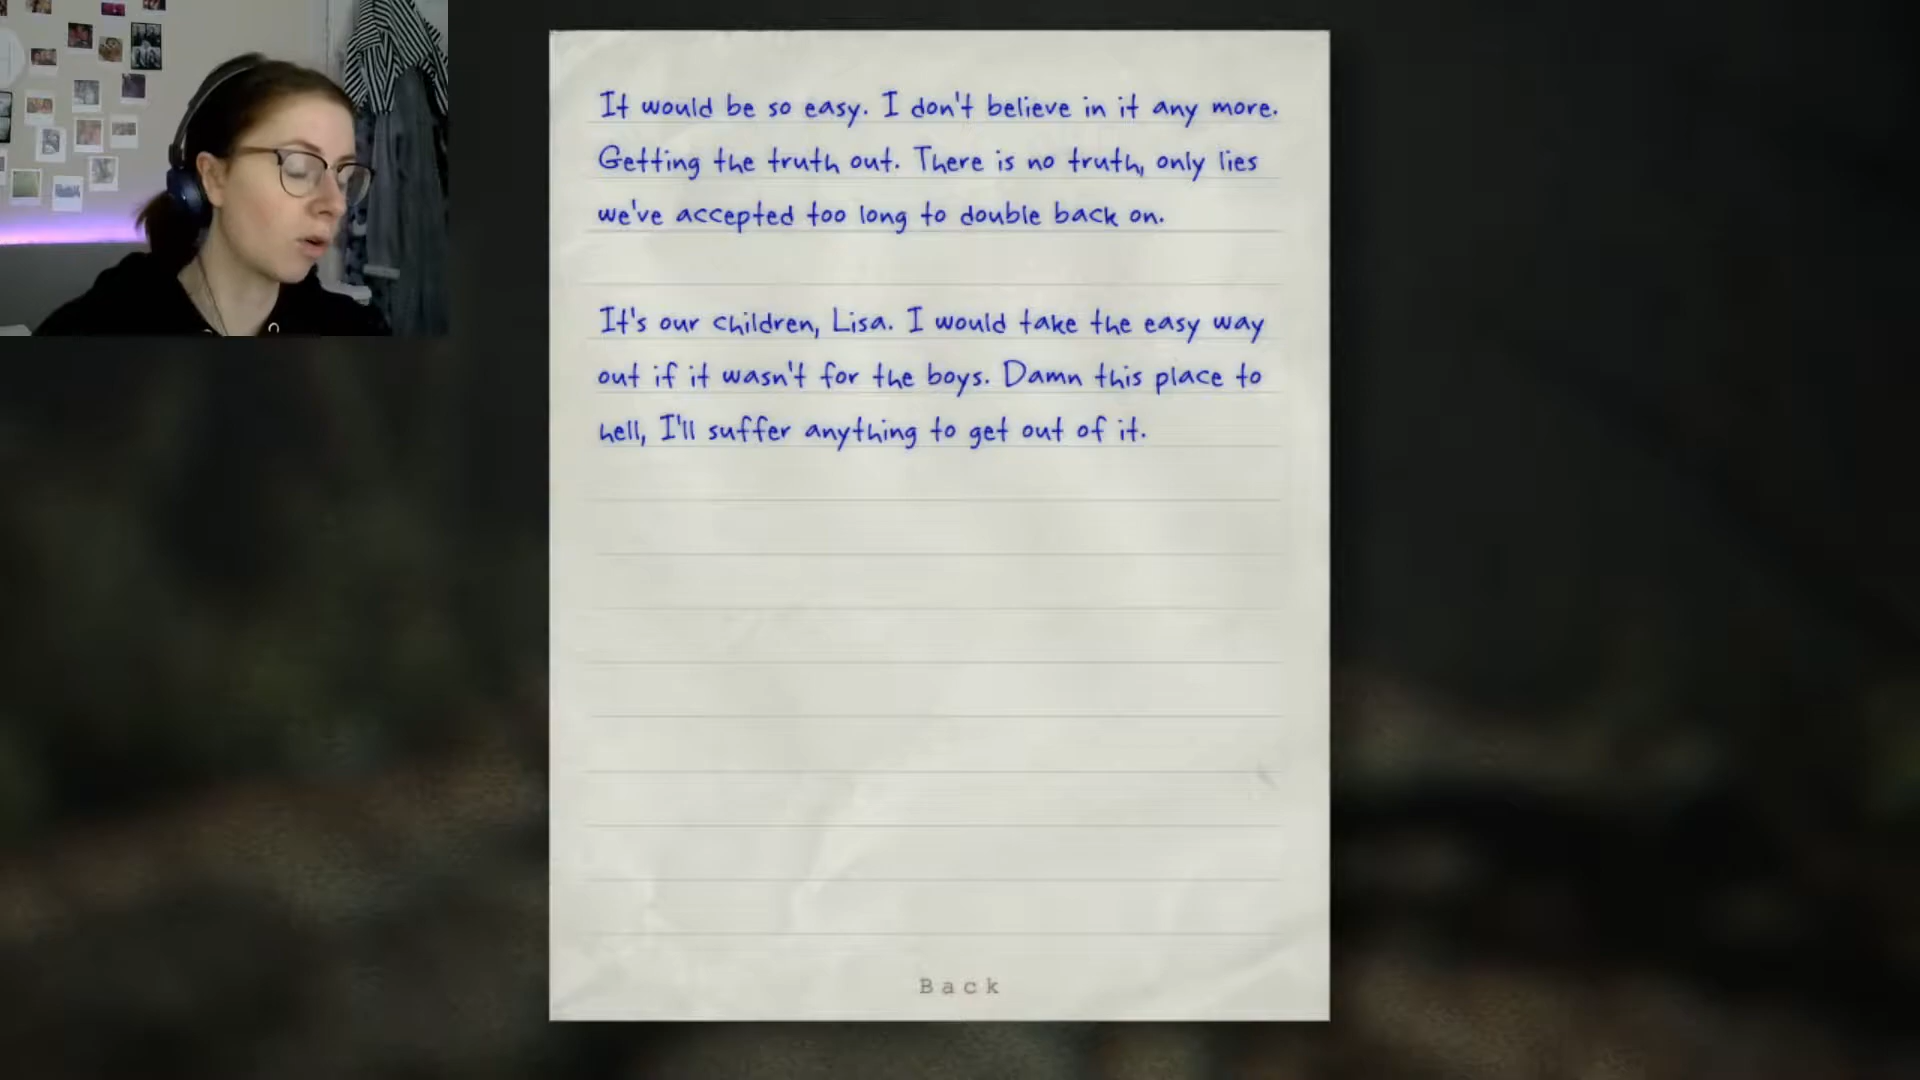 It would be so easy. I don't believe in it any more.
Getting the truth out. There is no truth, only lies
we've accepted too long to double back on.
It's our children, Lisa. I would take the easy way
out if it wasn't for the boys. Damn this place to
hell, I'll suffer anything to get out of it.
Back